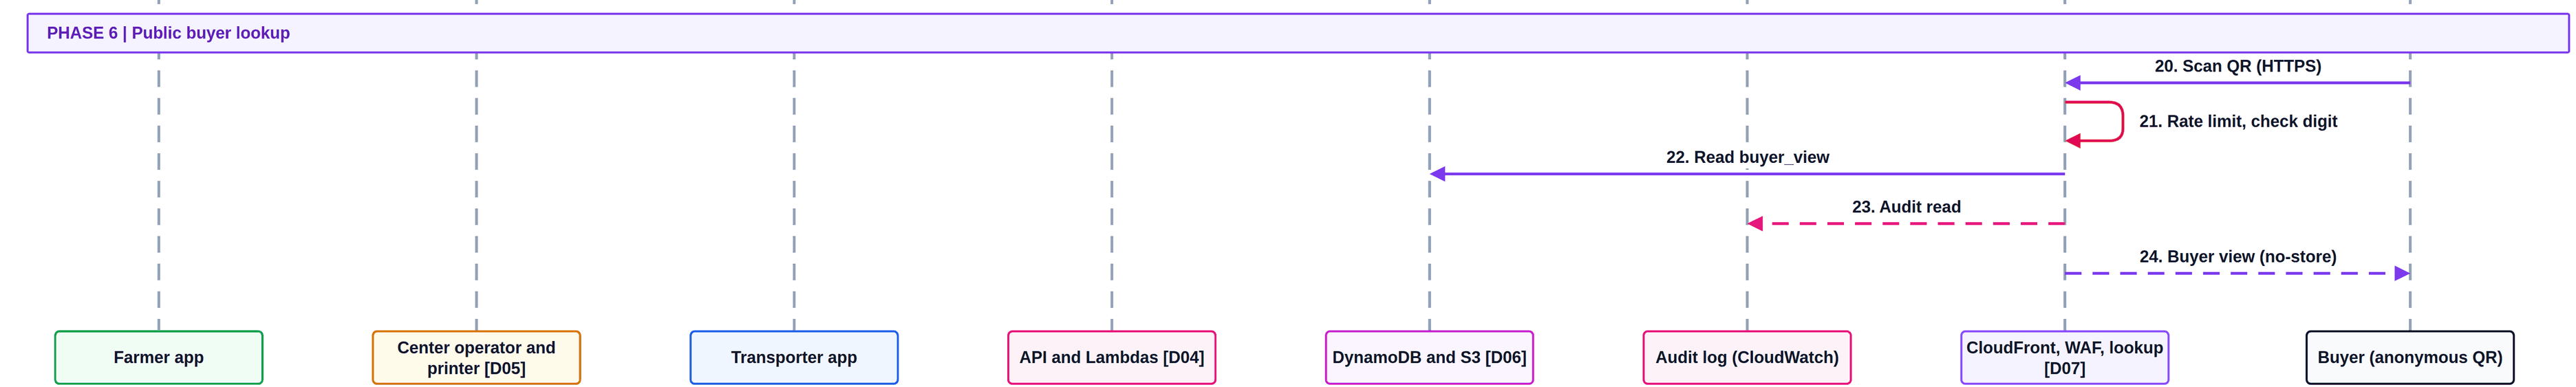 PHASE 6 | Public buyer lookup
20. Scan QR (HTTPS)
21. Rate limit, check digit
22. Read buyer_view
23. Audit read
24. Buyer view (no-store)
Farmer app
Center operator and
printer [D05]
Transporter app
API and Lambdas [D04]
DynamoDB and S3 [D06]
Audit log (CloudWatch)
CloudFront, WAF, lookup
[D07]
Buyer (anonymous QR)